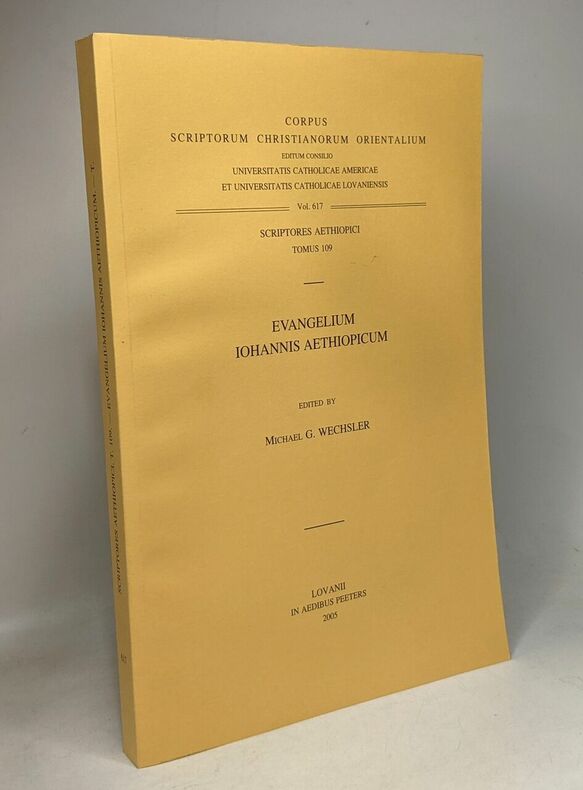 CORPUS
SCRIPTORUM CHRISTIANORUM ORIENTALIUM
EDITUM CONSILIO
UNIVERSITATIS CATHOLICAE AMERICAE
ET UNIVERSITATIS CATHOLICAE LOVANIENSIS
Vol. 617
SCRIPTORES AETHIOPICI
TOMUS 109
EVANGELIUM
IOHANNIS AETHIOPICUM
EDITED BY
MICHAEL G. WECHSLER
LOVANII
IN AEDIBUS PEETERS
2005
SCRIPTORES AETHIOPICI, T. 109. — EVANGELIUM IOHANNIS AETHIOPICUM. — T.
617